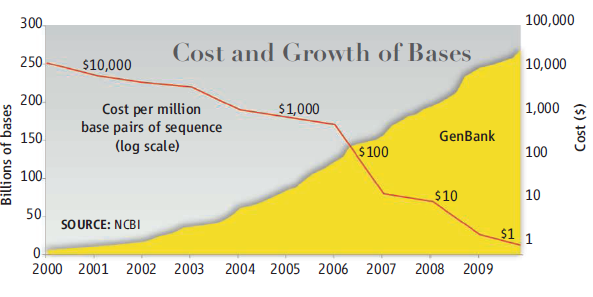 Cost and Growth of Bases
300
250
200
150
100
50
0
Billions of bases
100,000
10,000
1,000
100
10
1
Cost ($)
$10,000
Cost per million
base pairs of sequence
(log scale)
$1,000
$100
GenBank
$10
$1
SOURCE: NCBI
2000 2001 2002 2003 2004 2005 2006 2007 2008 2009